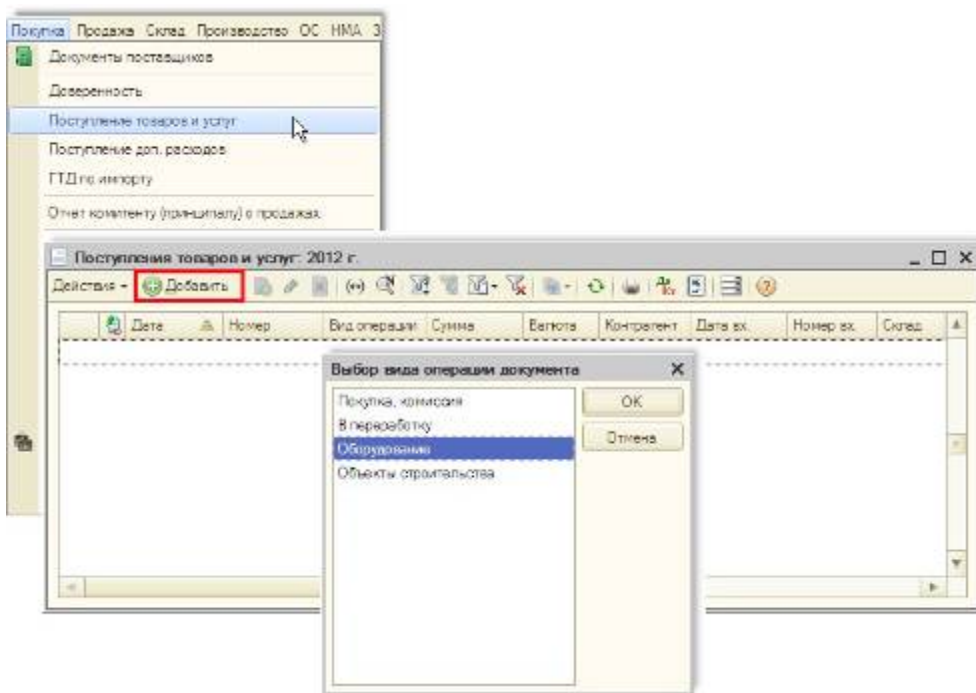 Покупка Продажа Склад Производство ОС НМА З
Документы поставщиков
Доверенность
Поступление товаров и услуг
Поступление доп. расходов
ГТД по импорту
Отчет комитенту (принципалу) о продажах
Поступления товаров и услуг: 2012 г.
Действия Добавить
Дата Номер Вид операции Сумма Валюта Контрагент Дата вх. Номер вх. Склад
Выбор вида операции документа
Покупка, комиссия OK
В переработку
Отмена
Оборудование
Объекты строительства